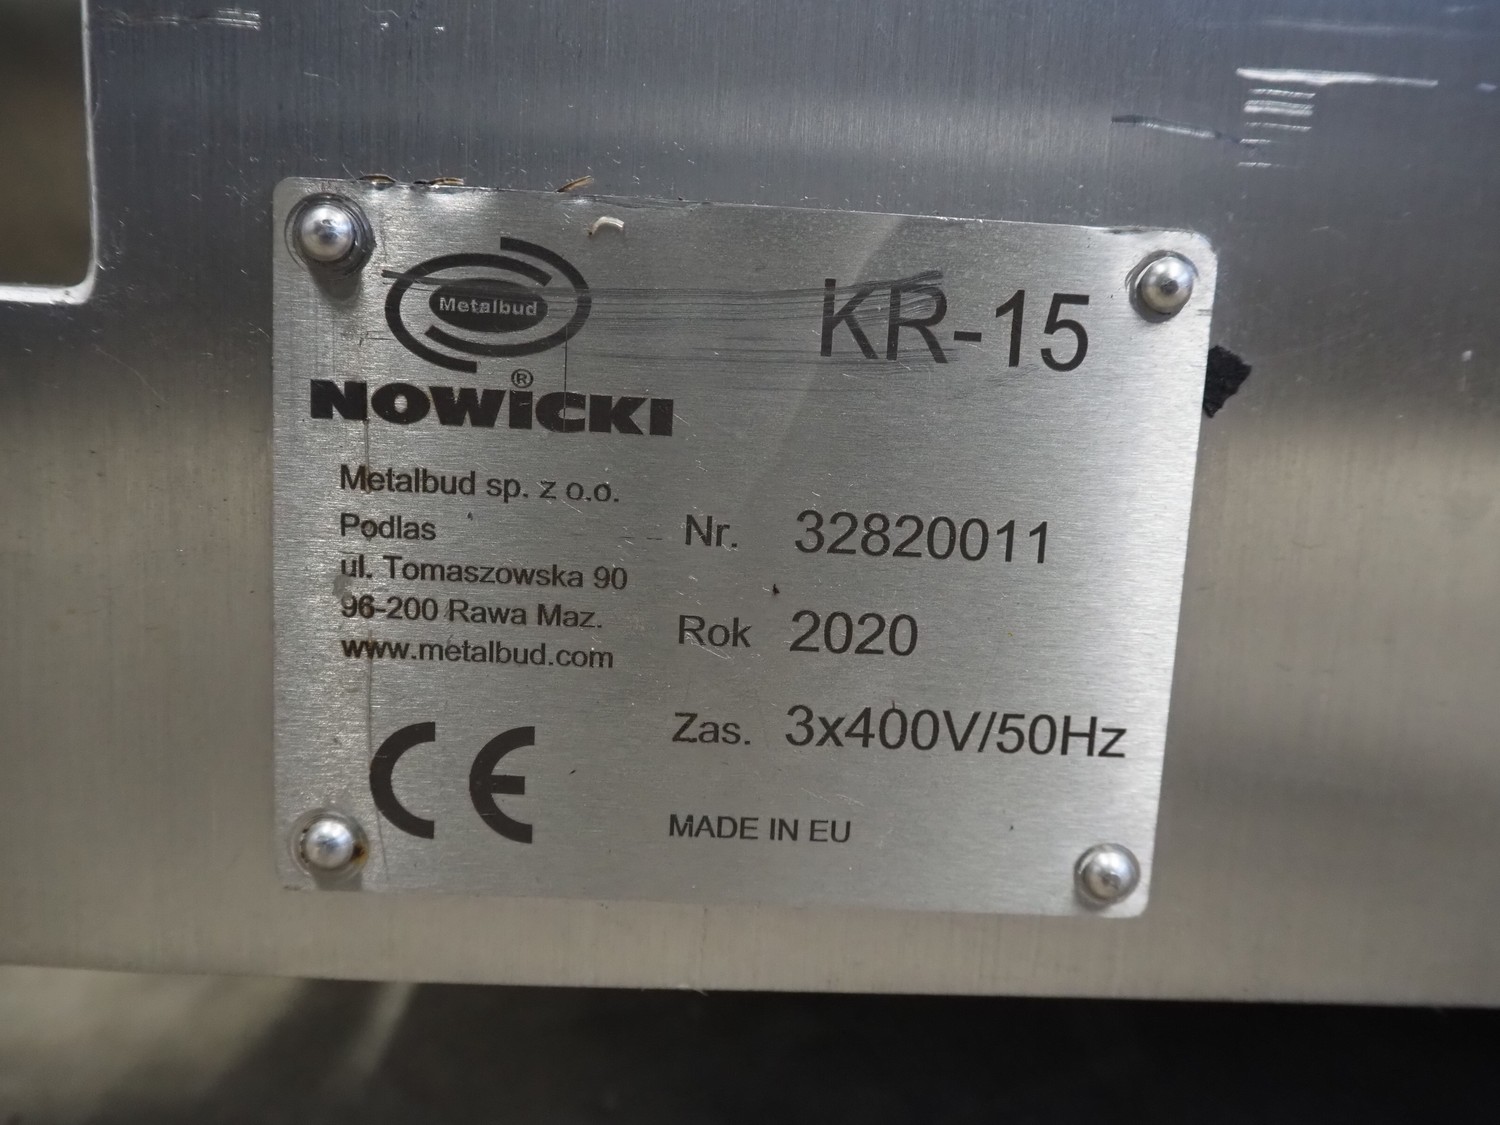 Metalbud
NOWiCKI ®
KR-15
Metalbud sp. z o.o.
Podlas
ul. Tomaszowska 90
96-200 Rawa Maz.
www.metalbud.com
Nr. 32820011
Rok 2020
Zas. 3x400V/50Hz
CE
MADE IN EU